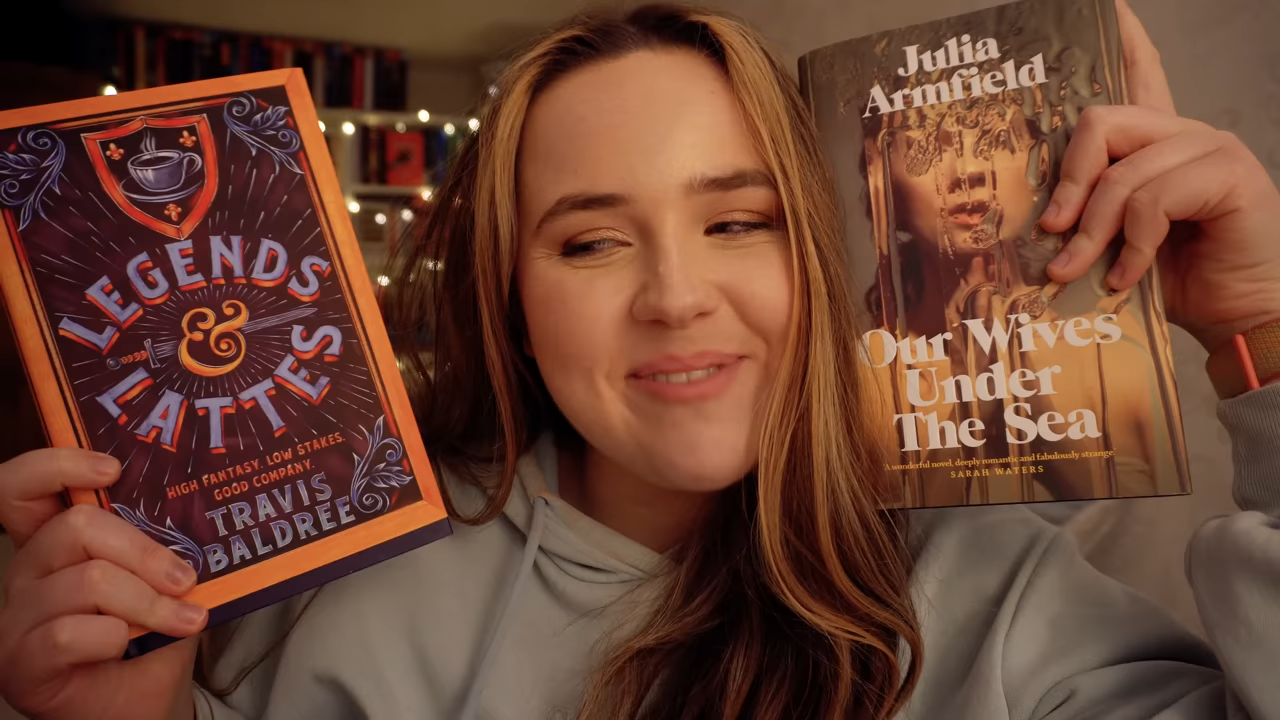 LEGENDS
&
LATTES
HIGH FANTASY. LOW STAKES.
GOOD COMPANY.
TRAVIS
BALDREE
Julia
Armfield
Our Wives
Under
The Sea
'A wonderful novel, deeply romantic and fabulously strange'
SARAH WATERS